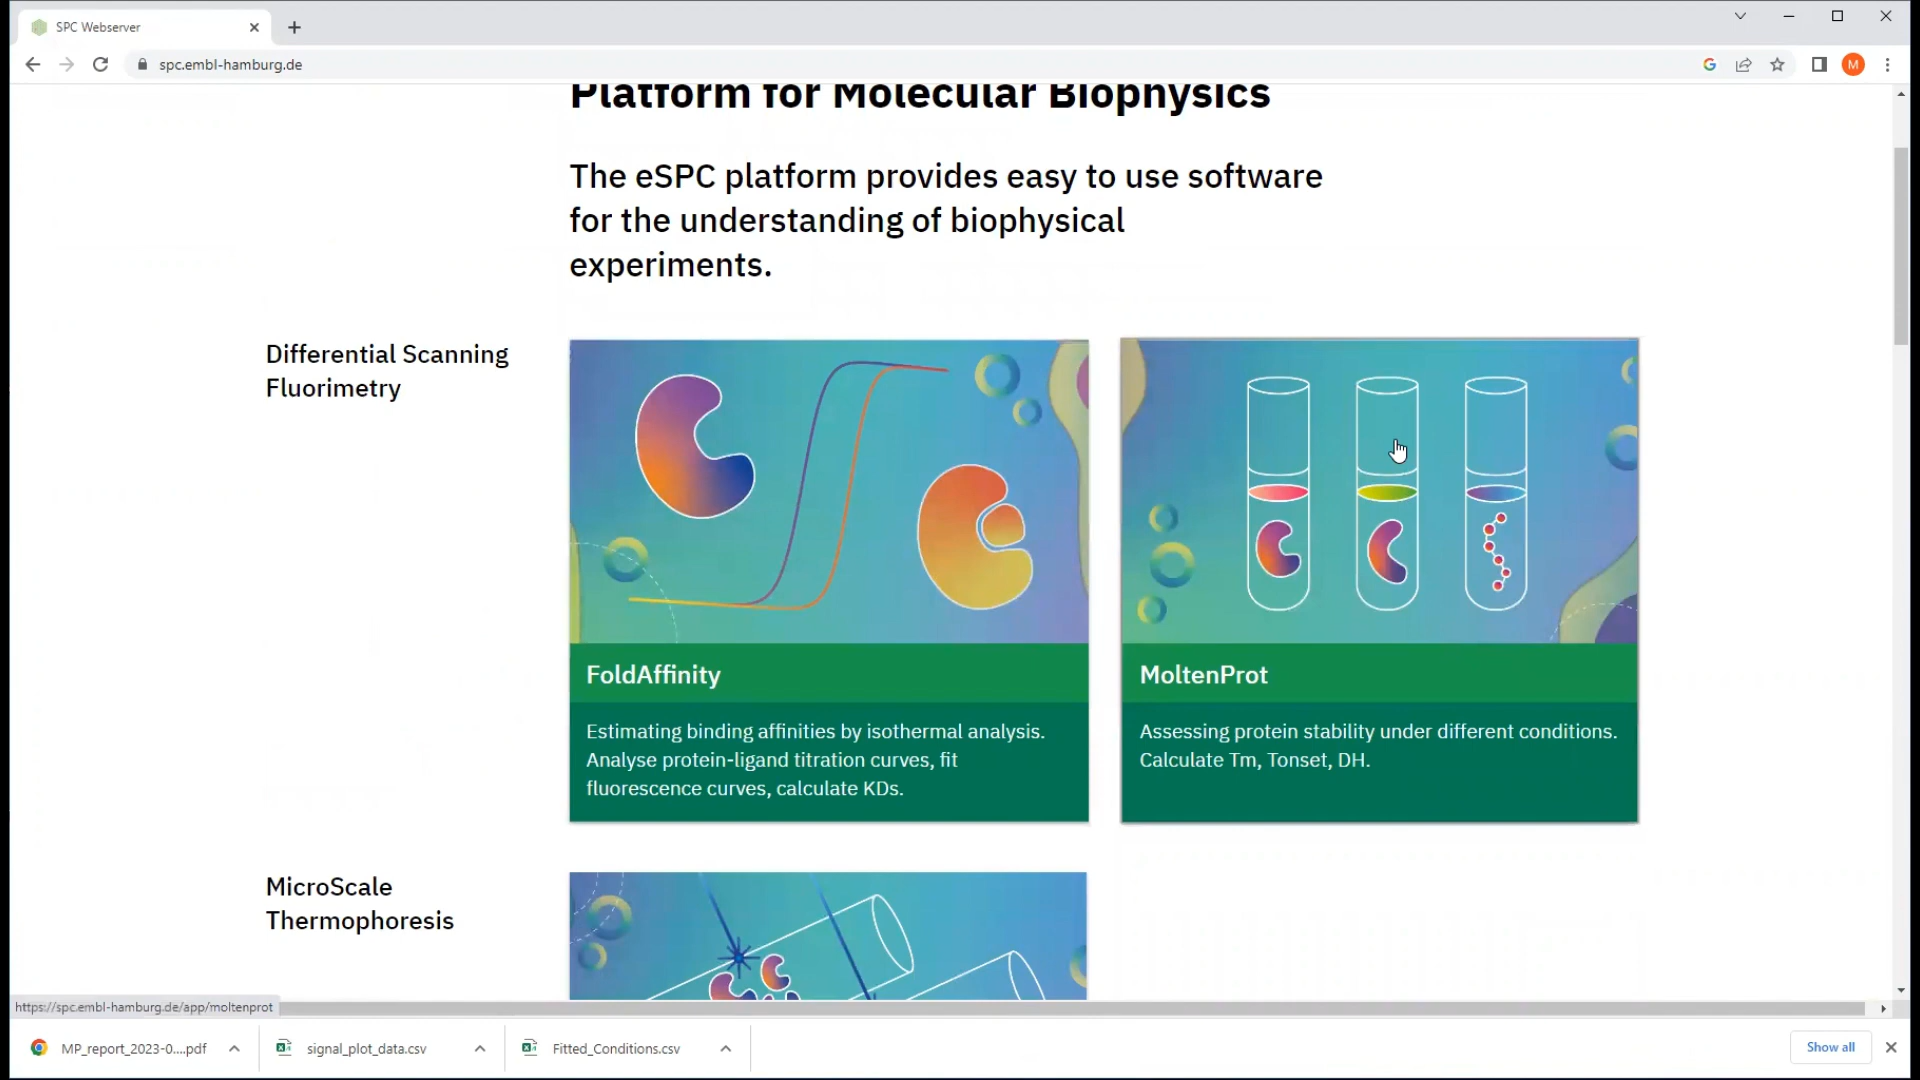 SPC Webserver
spc.embl-hamburg.de
M
Platform for Molecular Biophysics
The eSPC platform provides easy to use software
for the understanding of biophysical
experiments.
Differential Scanning
Fluorimetry
FoldAffinity
Estimating binding affinities by isothermal analysis.
Analyse protein-ligand titration curves, fit
fluorescence curves, calculate KDs.
MoltenProt
Assessing protein stability under different conditions.
Calculate Tm, Tonset, DH.
MicroScale
Thermophoresis
https://spc.embl-hamburg.de/app/moltenprot
MP_report_2023-0....pdf
signal_plot_data.csv
Fitted_Conditions.csv
Show all